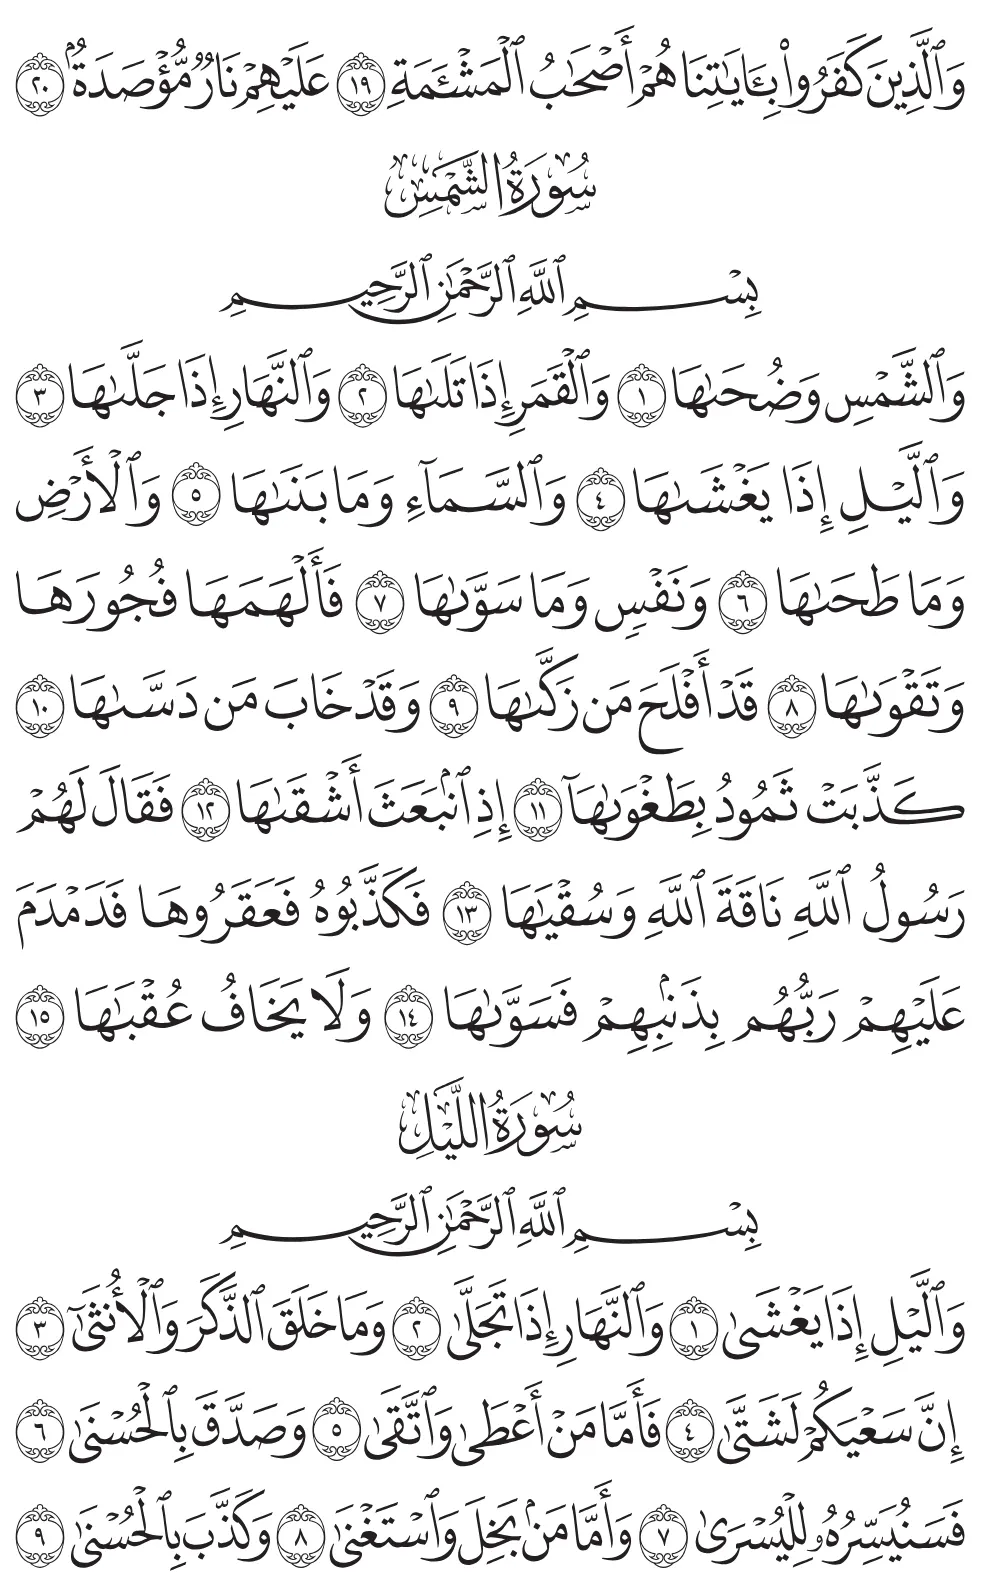 وَٱلَّذِينَ كَفَرُوا۟ بِـَٔايَٰتِنَا هُمْ أَصْحَٰبُ ٱلْمَشْـَٔمَةِ ١٩ عَلَيْهِمْ نَارٌ مُّؤْصَدَةٌۢ ٢٠
سُورَةُ الشَّمْسِ
بِسْمِ ٱللَّهِ ٱلرَّحْمَٰنِ ٱلرَّحِيمِ
وَٱلشَّمْسِ وَضُحَىٰهَا ١ وَٱلْقَمَرِ إِذَا تَلَىٰهَا ٢ وَٱلنَّهَارِ إِذَا جَلَّىٰهَا ٣
وَٱلَّيْلِ إِذَا يَغْشَىٰهَا ٤ وَٱلسَّمَآءِ وَمَا بَنَىٰهَا ٥ وَٱلْأَرْضِ
وَمَا طَحَىٰهَا ٦ وَنَفْسٍ وَمَا سَوَّىٰهَا ٧ فَأَلْهَمَهَا فُجُورَهَا
وَتَقْوَىٰهَا ٨ قَدْ أَفْلَحَ مَن زَكَّىٰهَا ٩ وَقَدْ خَابَ مَن دَسَّىٰهَا ١٠
كَذَّبَتْ ثَمُودُ بِطَغْوَىٰهَآ ١١ إِذِ ٱنۢبَعَثَ أَشْقَىٰهَا ١٢ فَقَالَ لَهُمْ
رَسُولُ ٱللَّهِ نَاقَةَ ٱللَّهِ وَسُقْيَٰهَا ١٣ فَكَذَّبُوهُ فَعَقَرُوهَا فَدَمْدَمَ
عَلَيْهِمْ رَبُّهُم بِذَنۢبِهِمْ فَسَوَّىٰهَا ١٤ وَلَا يَخَافُ عُقْبَٰهَا ١٥
سُورَةُ اللَّيْلِ
بِسْمِ ٱللَّهِ ٱلرَّحْمَٰنِ ٱلرَّحِيمِ
وَٱلَّيْلِ إِذَا يَغْشَىٰ ١ وَٱلنَّهَارِ إِذَا تَجَلَّىٰ ٢ وَمَا خَلَقَ ٱلذَّكَرَ وَٱلْأُنثَىٰٓ ٣
إِنَّ سَعْيَكُمْ لَشَتَّىٰ ٤ فَأَمَّا مَنْ أَعْطَىٰ وَٱتَّقَىٰ ٥ وَصَدَّقَ بِٱلْحُسْنَىٰ ٦
فَسَنُيَسِّرُهُۥ لِلْيُسْرَىٰ ٧ وَأَمَّا مَنۢ بَخِلَ وَٱسْتَغْنَىٰ ٨ وَكَذَّبَ بِٱلْحُسْنَىٰ ٩